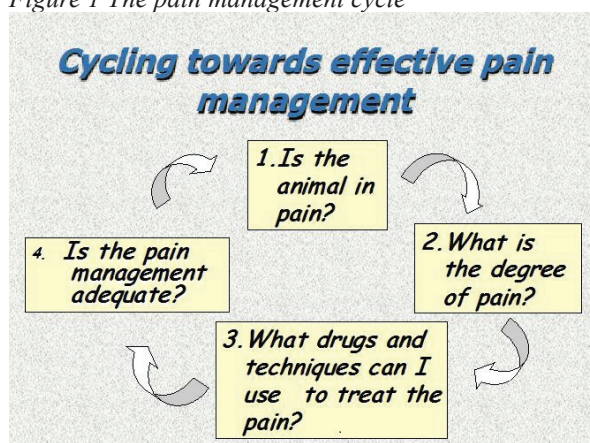 Figure 1 The pain management cycle
Cycling towards effective pain
management
1.Is the
animal in
pain?
2.What is
the degree
of pain?
3.What drugs and
techniques can I
use to treat the
pain?
4. Is the pain
management
adequate?